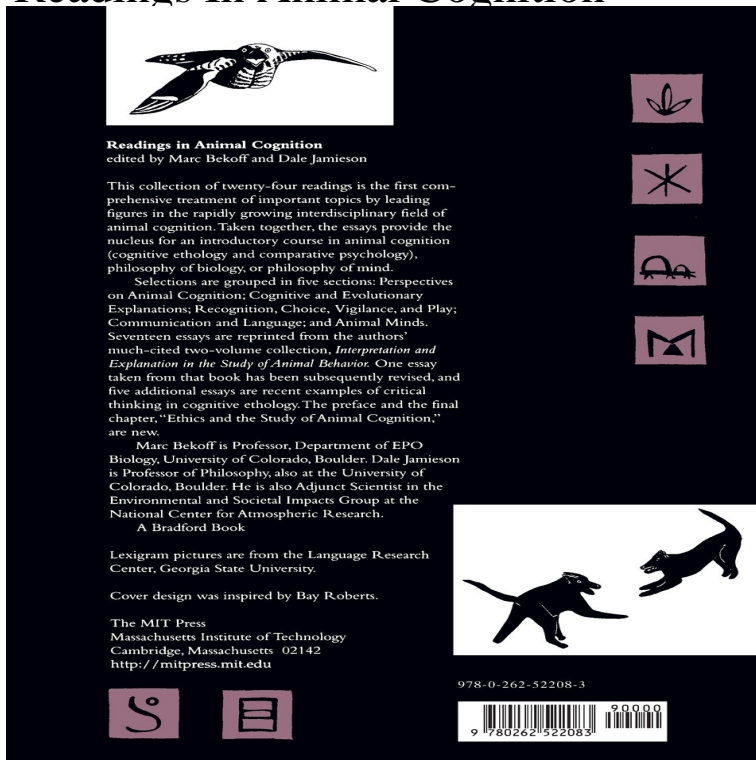 Readings In Animal Cognition
Readings in Animal Cognition
edited by Marc Bekoff and Dale Jamieson
This collection of twenty-four readings is the first com-
prehensive treatment of important topics by leading
figures in the rapidly growing interdisciplinary field of
animal cognition. Taken together, the essays provide the
nucleus for an introductory course in animal cognition
(cognitive ethology and comparative psychology),
philosophy of biology, or philosophy of mind.
Selections are grouped in five sections: Perspectives
on Animal Cognition; Cognitive and Evolutionary
Explanations; Recognition, Choice, Vigilance, and Play;
Communication and Language; and Animal Minds.
Seventeen essays are reprinted from the authors'
much-cited two-volume collection, Interpretation and
Explanation in the Study of Animal Behavior. One essay
taken from that book has been subsequently revised, and
five additional essays are recent examples of critical
thinking in cognitive ethology. The preface and the final
chapter, "Ethics and the Study of Animal Cognition,"
are new.
Marc Bekoff is Professor, Department of EPO
Biology, University of Colorado, Boulder. Dale Jamieson
is Professor of Philosophy, also at the University of
Colorado, Boulder. He is also Adjunct Scientist in the
Environmental and Societal Impacts Group at the
National Center for Atmospheric Research.
A Bradford Book
Lexigram pictures are from the Language Research
Center, Georgia State University.
Cover design was inspired by Bay Roberts.
The MIT Press
Massachusetts Institute of Technology
Cambridge, Massachusetts 02142
http://mitpress.mit.edu
978-0-262-52208-3
90000
9 780262 522083